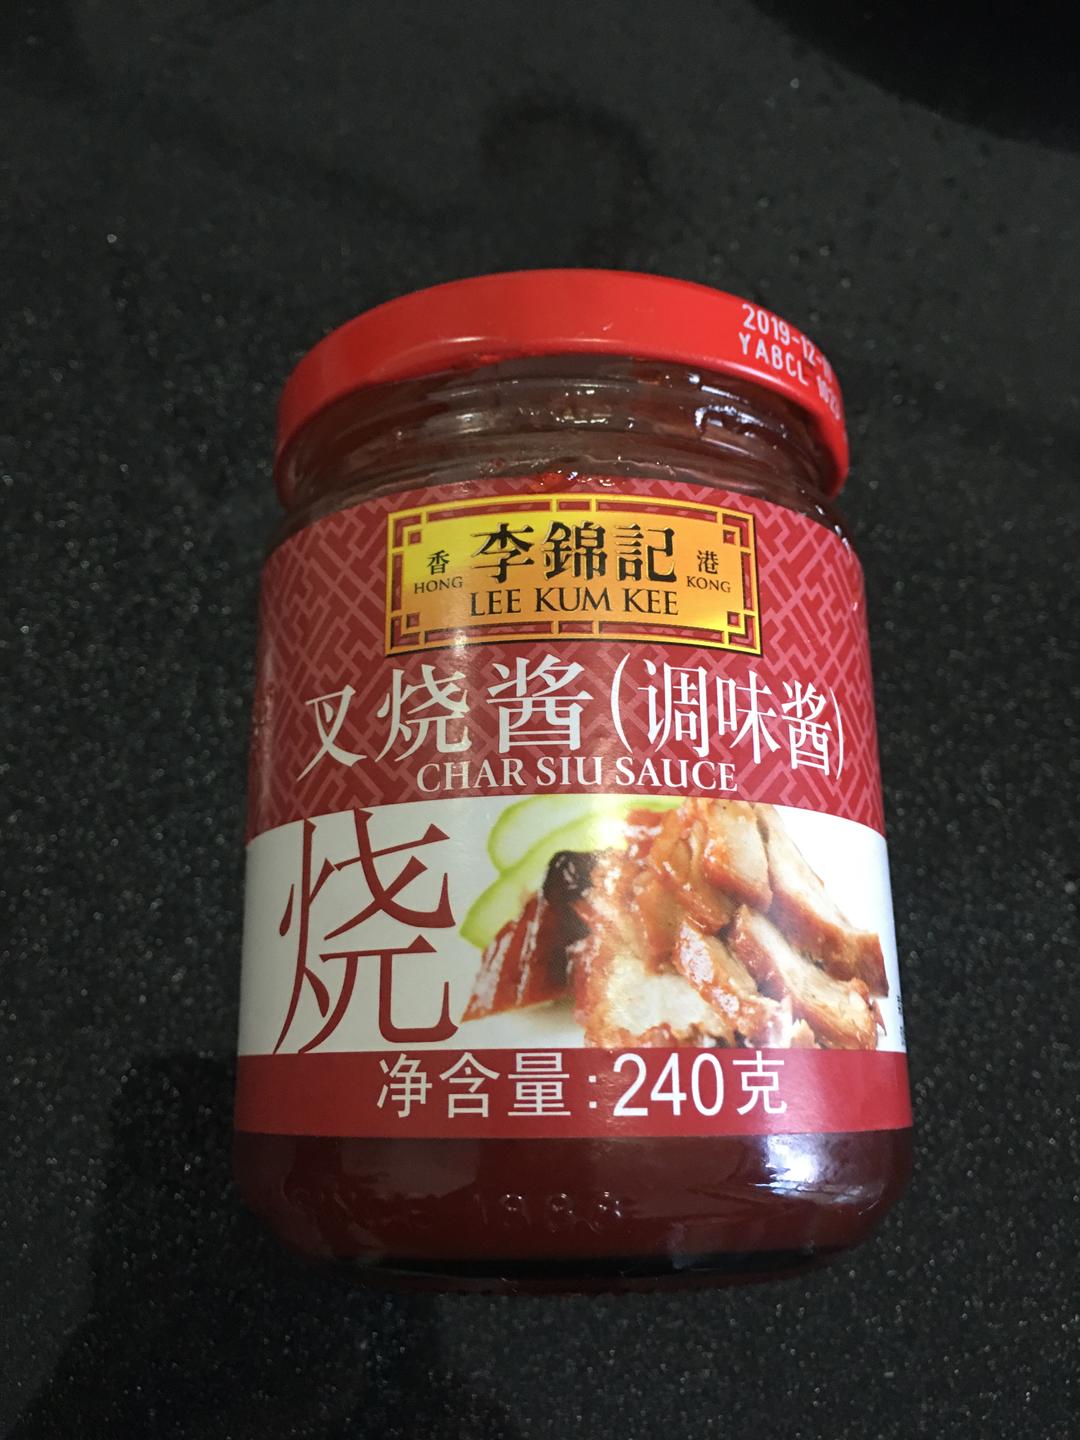 2019-12-
YABCL
李錦記
香 港
HONG KONG
LEE KUM KEE
叉烧酱(调味酱)
CHAR SIU SAUCE
烧
净含量:240克